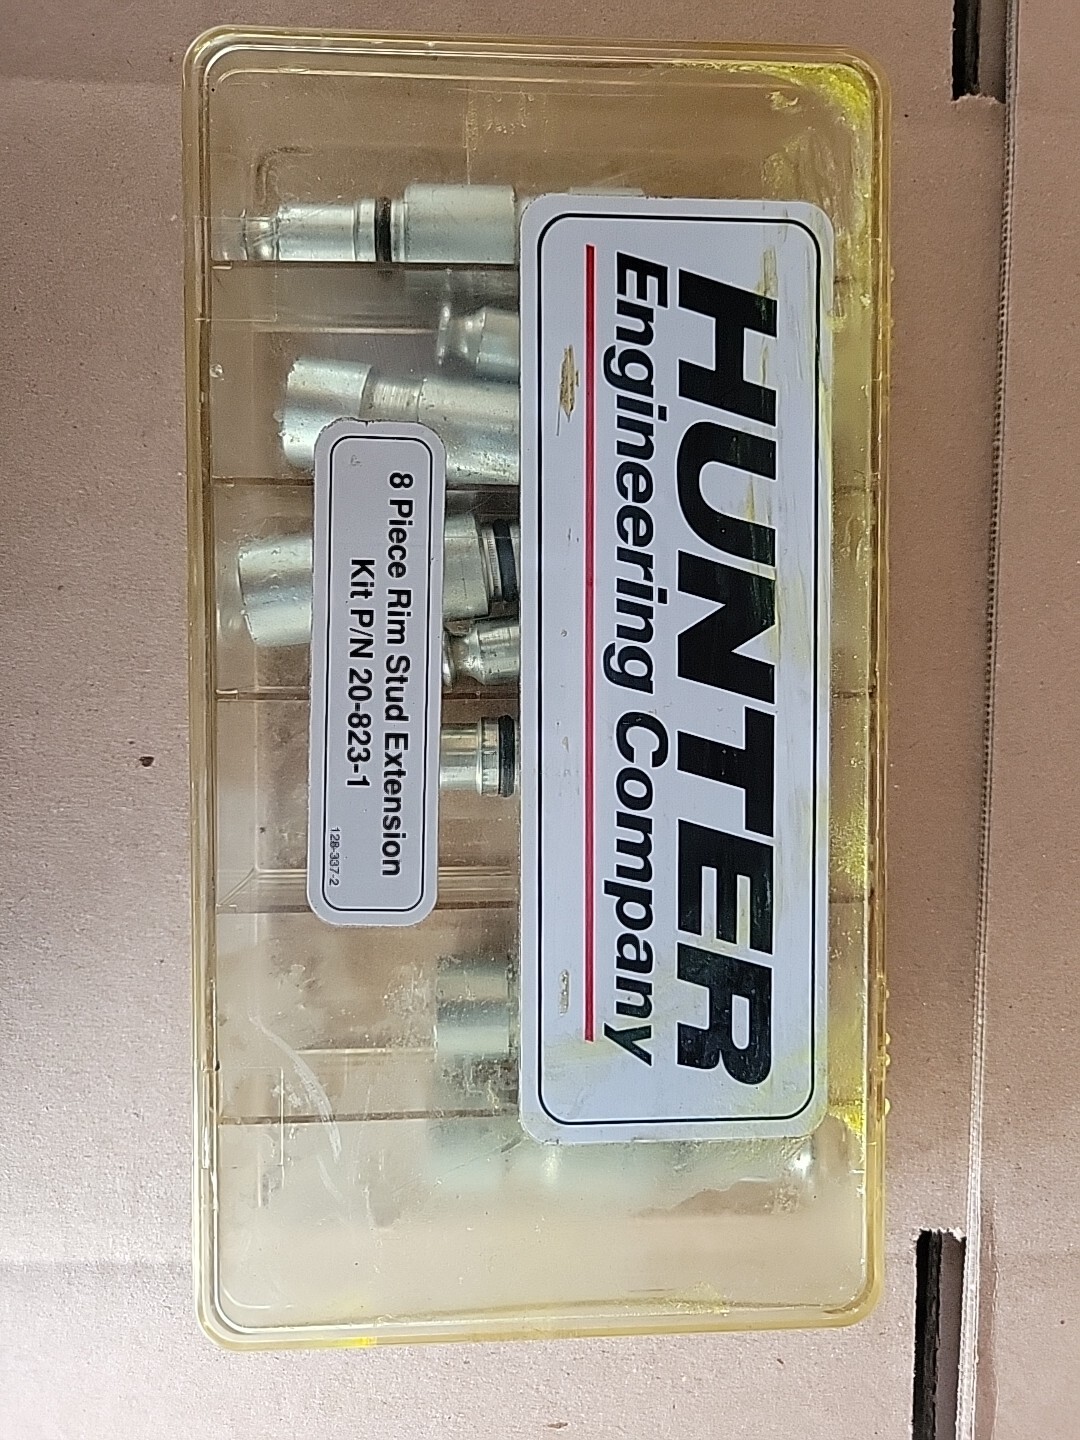 HUNTER
Engineering Company
8 Piece Rim Stud Extension
Kit P/N 20-823-1
128-337-2